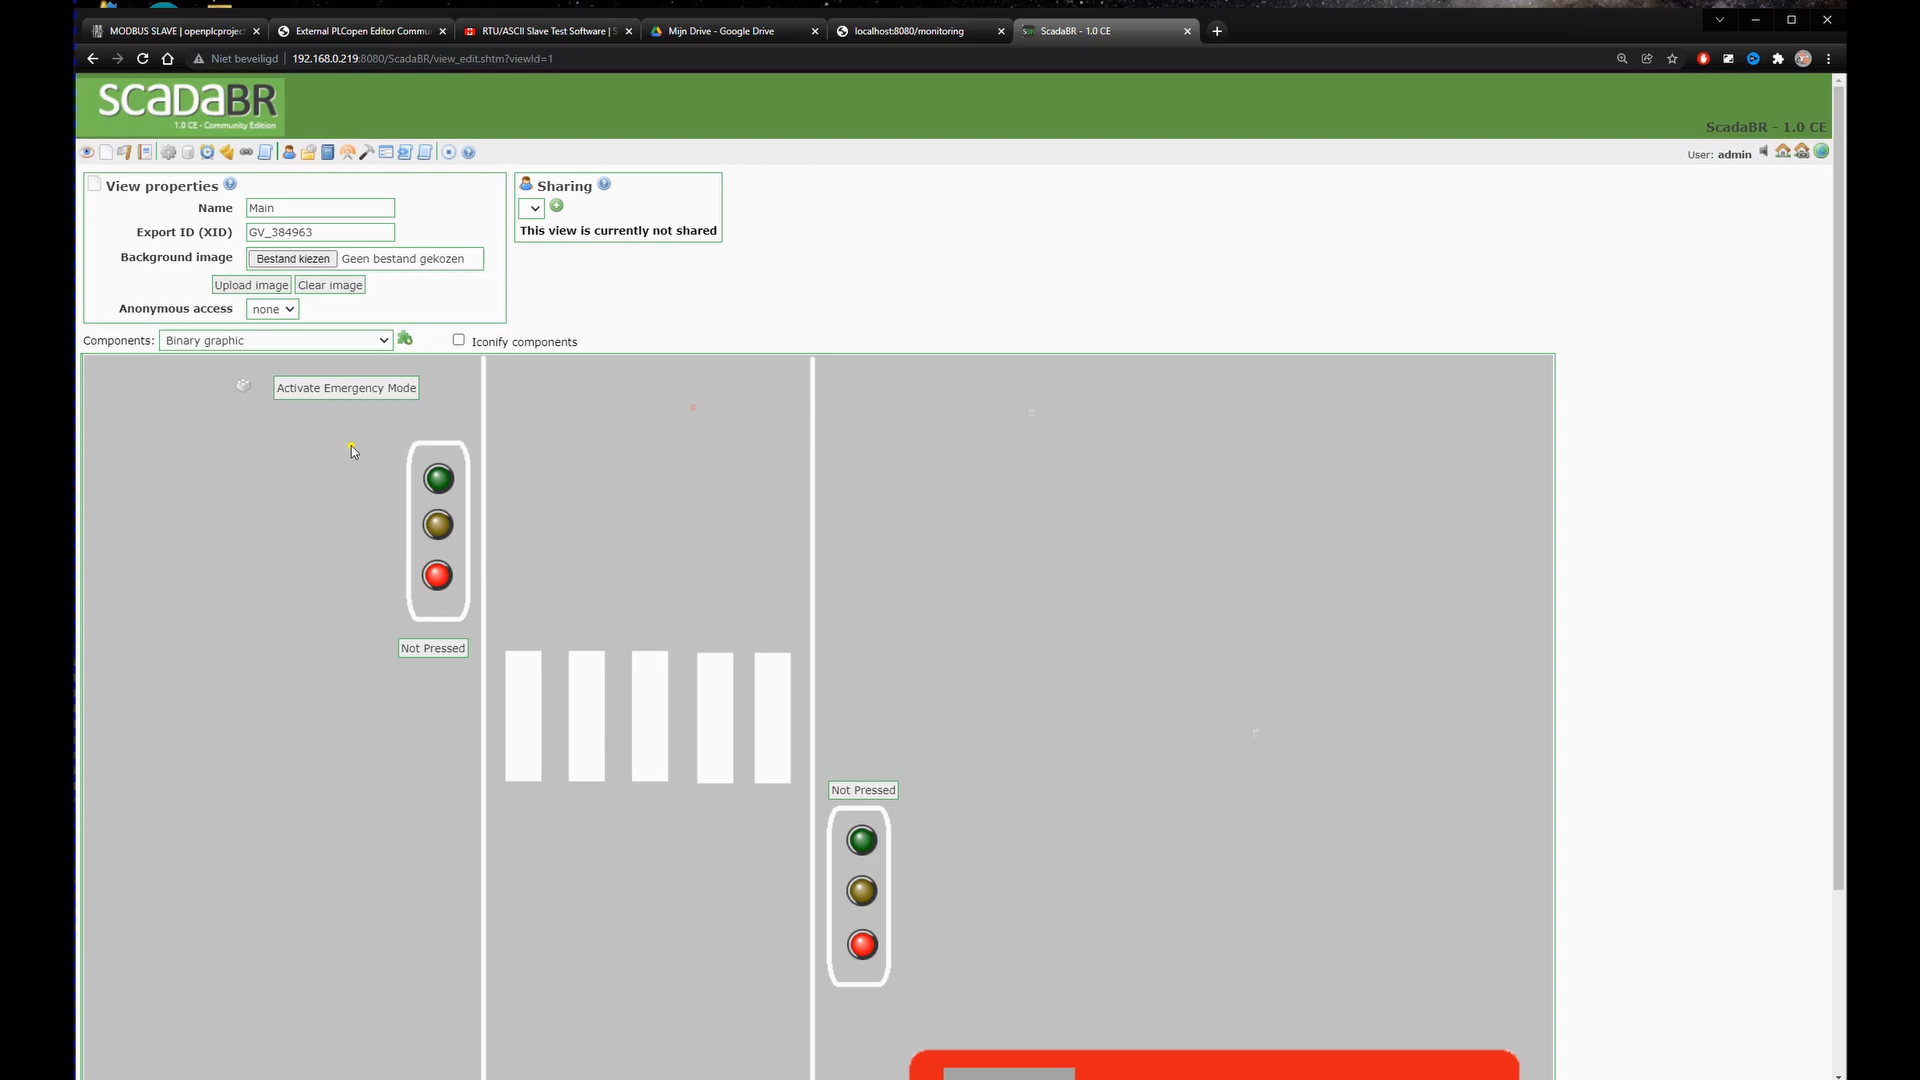 MODBUS SLAVE | openplcprojec
External PLCopen Editor Commu
RTU/ASCII Slave Test Software | S
Mijn Drive - Google Drive
localhost:8080/monitoring
ScadaBR - 1.0 CE
Niet beveiligd
192.168.0.219:8080/ScadaBR/view_edit.shtm?viewId=1
SCADABR
1.0 CE - Community Edition
ScadaBR - 1.0 CE
User: admin
View properties
Sharing
Name
Main
Export ID (XID)
GV_384963
This view is currently not shared
Background image
Bestand kiezen
Geen bestand gekozen
Upload image
Clear image
Anonymous access
none
Components:
Binary graphic
Iconify components
Activate Emergency Mode
Not Pressed
Not Pressed